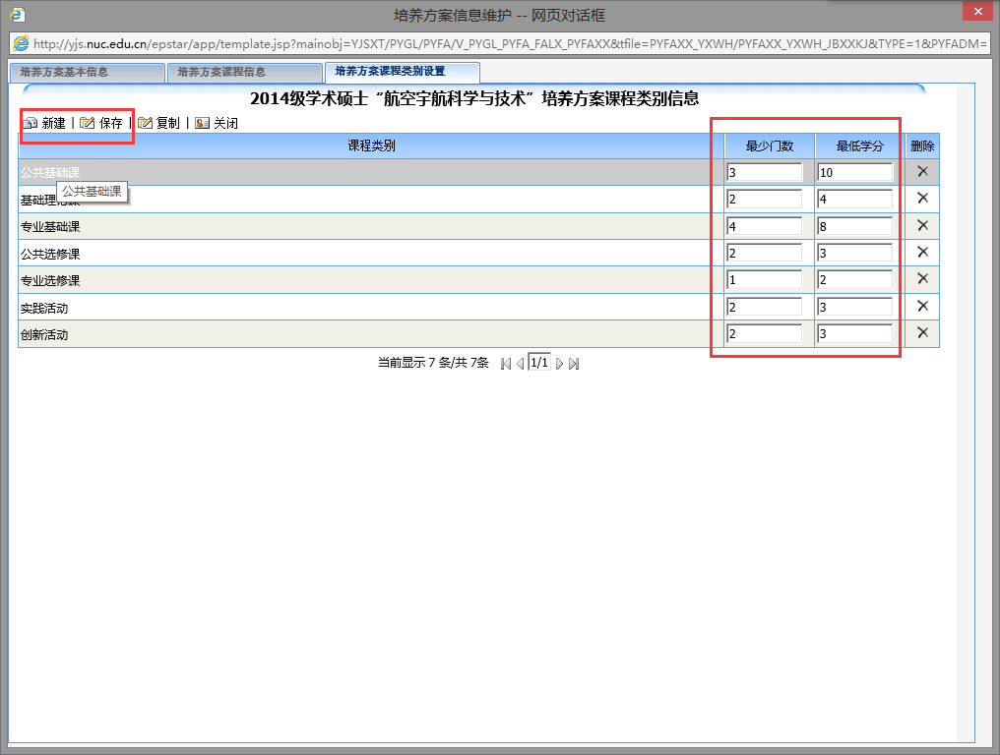 培养方案信息维护 -- 网页对话框
http://yjs.nuc.edu.cn/epstar/app/template.jsp?mainobj=YJSXT/PYGL/PYFA/V_PYGL_PYFA_FALX_PYFAXX&tfile=PYFAXX_YXWH/PYFAXX_YXWH_JBXXKJ&TYPE=1&PYFADM=
培养方案基本信息 培养方案课程信息 培养方案课程类别设置
2014级学术硕士“航空宇航科学与技术”培养方案课程类别信息
新建 | 保存 | 复制 | 关闭
课程类别 最少门数 最低学分 删除
公共基础课 3 10
公共基础课
基础理论课 2 4
专业基础课 4 8
公共选修课 2 3
专业选修课 1 2
实践活动 2 3
创新活动 2 3
当前显示 7 条/共 7条 1/1